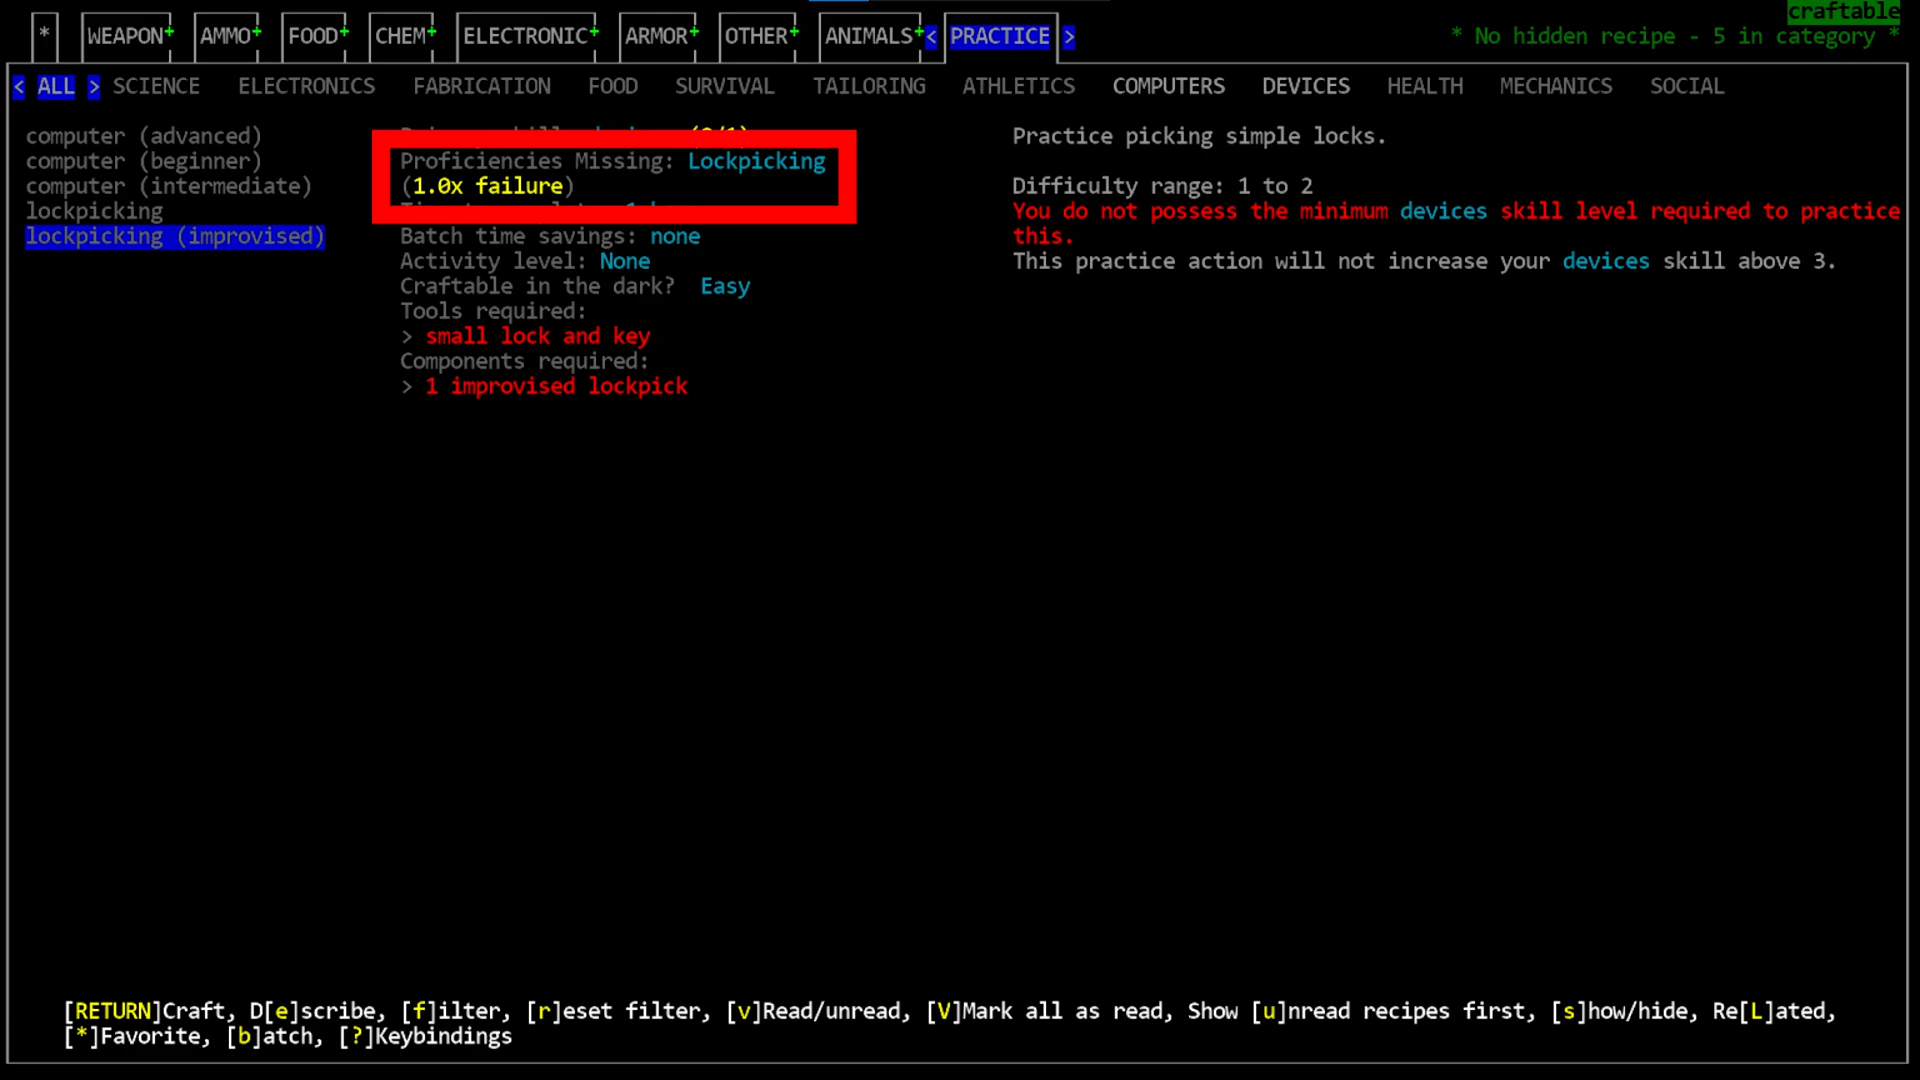 craftable
* WEAPON+ AMMO+ FOOD+ CHEM+ ELECTRONIC+ ARMOR+ OTHER+ ANIMALS+ < PRACTICE > * No hidden recipe - 5 in category *
< ALL > SCIENCE ELECTRONICS FABRICATION FOOD SURVIVAL TAILORING ATHLETICS COMPUTERS DEVICES HEALTH MECHANICS SOCIAL
computer (advanced)
computer (beginner)
computer (intermediate)
lockpicking
lockpicking (improvised)
Proficiencies Missing: Lockpicking
(1.0x failure)
Batch time savings: none
Activity level: None
Craftable in the dark? Easy
Tools required:
> small lock and key
Components required:
> 1 improvised lockpick
Practice picking simple locks.
Difficulty range: 1 to 2
You do not possess the minimum devices skill level required to practice
this.
This practice action will not increase your devices skill above 3.
[RETURN]Craft, D[e]scribe, [f]ilter, [r]eset filter, [v]Read/unread, [V]Mark all as read, Show [u]nread recipes first, [s]how/hide, Re[L]ated,
[*]Favorite, [b]atch, [?]Keybindings